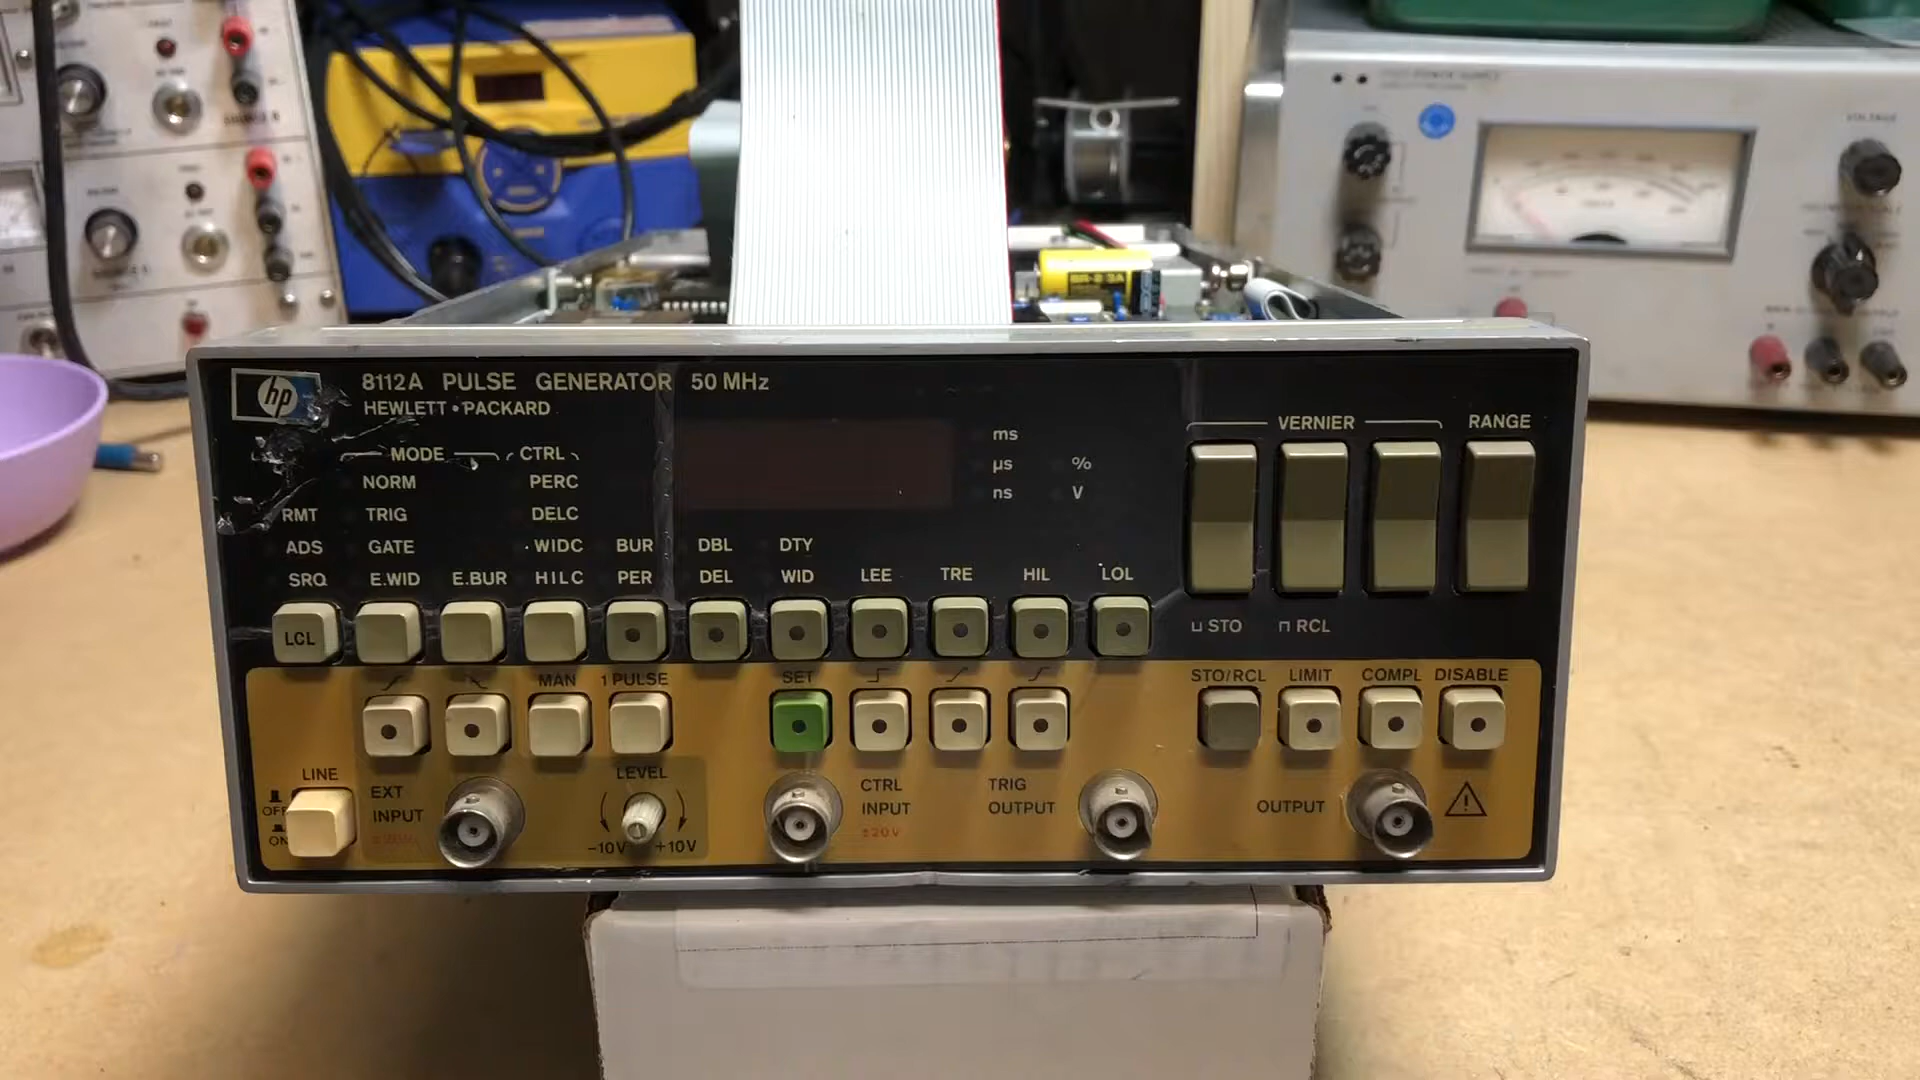 hp
8112A PULSE GENERATOR 50 MHz
HEWLETT • PACKARD
MODE CTRL
NORM PERC
RMT TRIG DELC
ADS GATE WIDC BUR DBL DTY
SRQ E.WID E.BUR HILC PER DEL WID LEE TRE HIL LOL
ms
µs %
ns V
VERNIER RANGE
STO RCL
LCL
MAN 1 PULSE SET STO/RCL LIMIT COMPL DISABLE
LINE
OFF
ON
EXT
INPUT
LEVEL
-10V +10V
CTRL
INPUT
±20V
TRIG
OUTPUT
OUTPUT
VOLTAGE